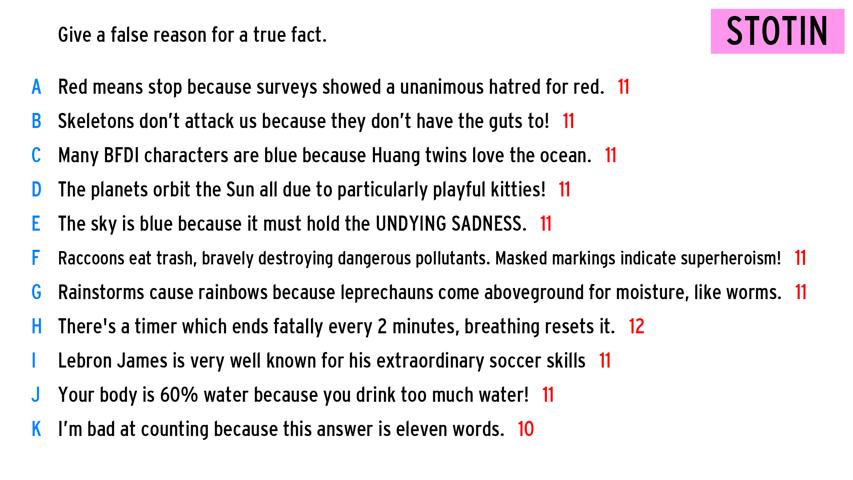 Give a false reason for a true fact.
STOTIN
A Red means stop because surveys showed a unanimous hatred for red. 11
B Skeletons don't attack us because they don't have the guts to! 11
C Many BFDI characters are blue because Huang twins love the ocean. 11
D The planets orbit the Sun all due to particularly playful kitties! 11
E The sky is blue because it must hold the UNDYING SADNESS. 11
F Raccoons eat trash, bravely destroying dangerous pollutants. Masked markings indicate superheroism! 11
G Rainstorms cause rainbows because leprechauns come aboveground for moisture, like worms. 11
H There's a timer which ends fatally every 2 minutes, breathing resets it. 12
I Lebron James is very well known for his extraordinary soccer skills 11
J Your body is 60% water because you drink too much water! 11
K I'm bad at counting because this answer is eleven words. 10